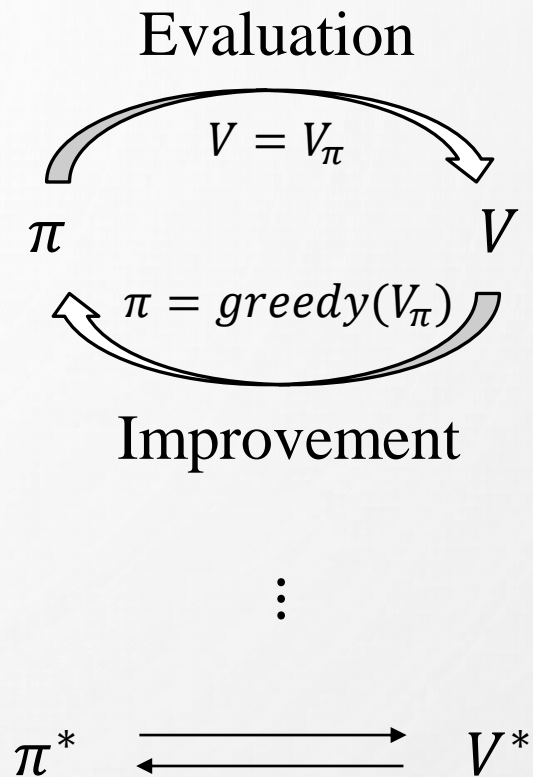 Evaluation
𝑉 = 𝑉_π
π 𝑉
π = 𝑔𝑟𝑒𝑒𝑑𝑦(𝑉_π)
Improvement
⋮
π* 𝑉*